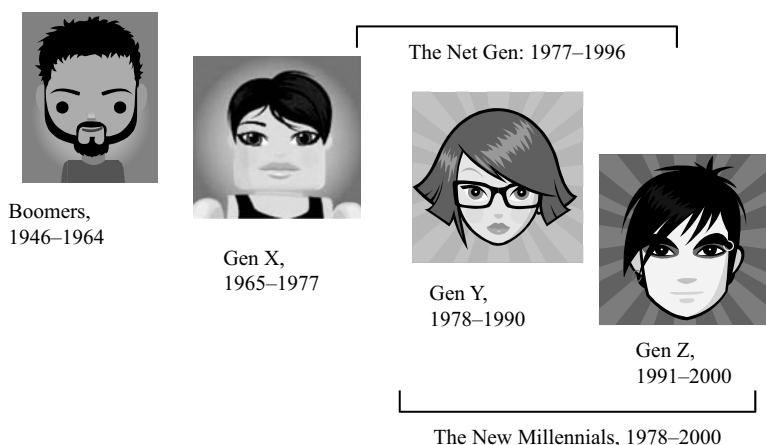 The Net Gen: 1977–1996
Boomers,
1946–1964
Gen X,
1965–1977
Gen Y,
1978–1990
Gen Z,
1991–2000
The New Millennials, 1978–2000